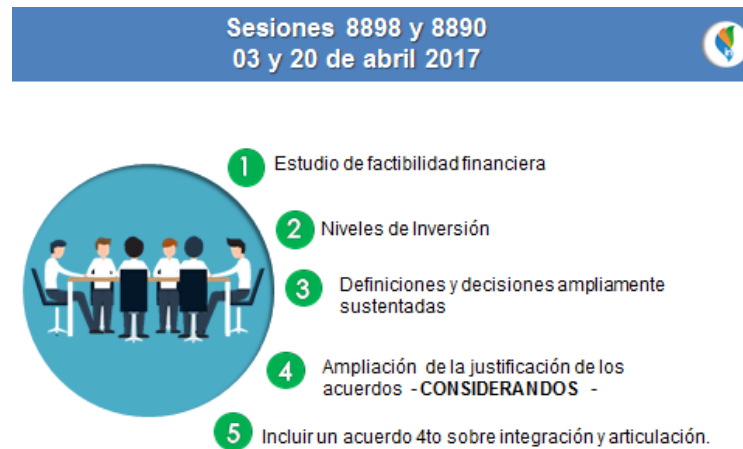 Sesiones 8898 y 8890
03 y 20 de abril 2017
1 Estudio de factibilidad financiera
2 Niveles de Inversión
3 Definiciones y decisiones ampliamente
sustentadas
4 Ampliación de la justificación de los
acuerdos -CONSIDERANDOS -
5 Incluir un acuerdo 4to sobre integración y articulación.